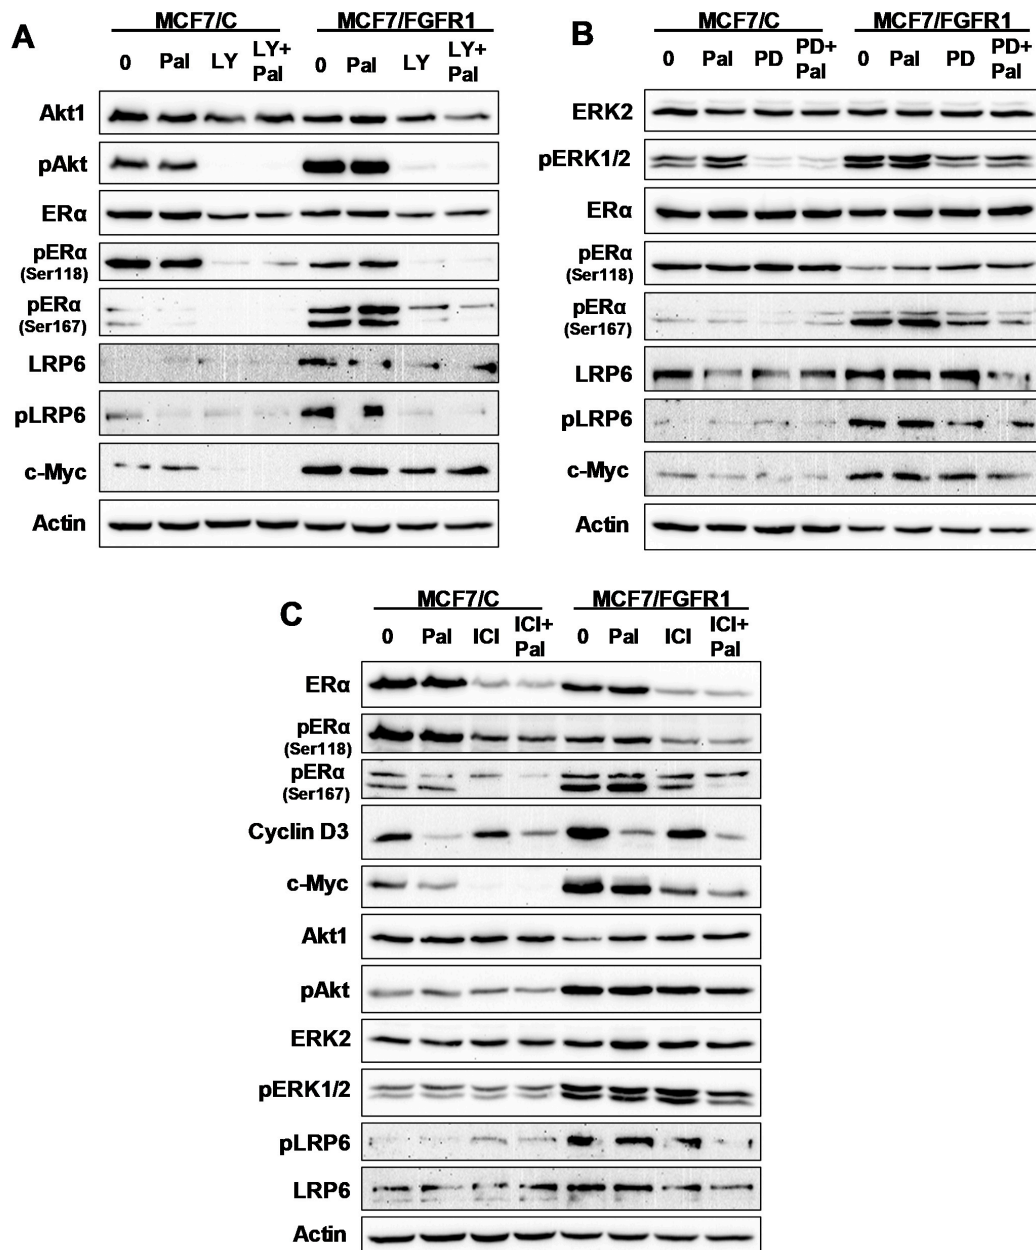 A
MCF7/C MCF7/FGFR1
0 Pal LY LY+ Pal 0 Pal LY LY+ Pal
Akt1
pAkt
ERα
pERα
(Ser118)
pERα
(Ser167)
LRP6
pLRP6
c-Myc
Actin
B
MCF7/C MCF7/FGFR1
0 Pal PD PD+ Pal 0 Pal PD PD+ Pal
ERK2
pERK1/2
ERα
pERα
(Ser118)
pERα
(Ser167)
LRP6
pLRP6
c-Myc
Actin
C
MCF7/C MCF7/FGFR1
0 Pal ICI ICI+ Pal 0 Pal ICI ICI+ Pal
ERα
pERα
(Ser118)
pERα
(Ser167)
Cyclin D3
c-Myc
Akt1
pAkt
ERK2
pERK1/2
pLRP6
LRP6
Actin